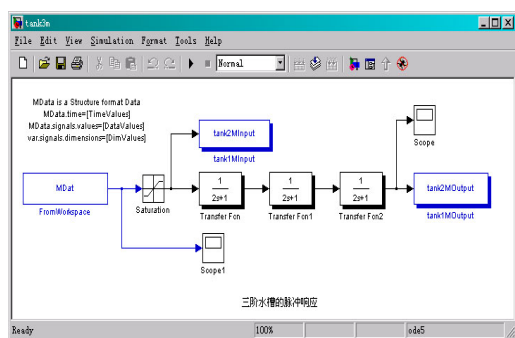 tank3m
File Edit View Simulation Format Tools Help
Normal
MData is a Structure format Data
MData.time=[TimeValues]
MData.signals.values=[DataValues]
var.signals.dimensions=[DimValues]
tank2MInput
tank1MInput
Scope
MDat
FromWorkspace
Saturation
1
2s+1
Transfer Fcn
1
2s+1
Transfer Fcn1
1
2s+1
Transfer Fcn2
tank2MOutput
tank1MOutput
Scope1
三阶水槽的脉冲响应
Ready 100% ode5